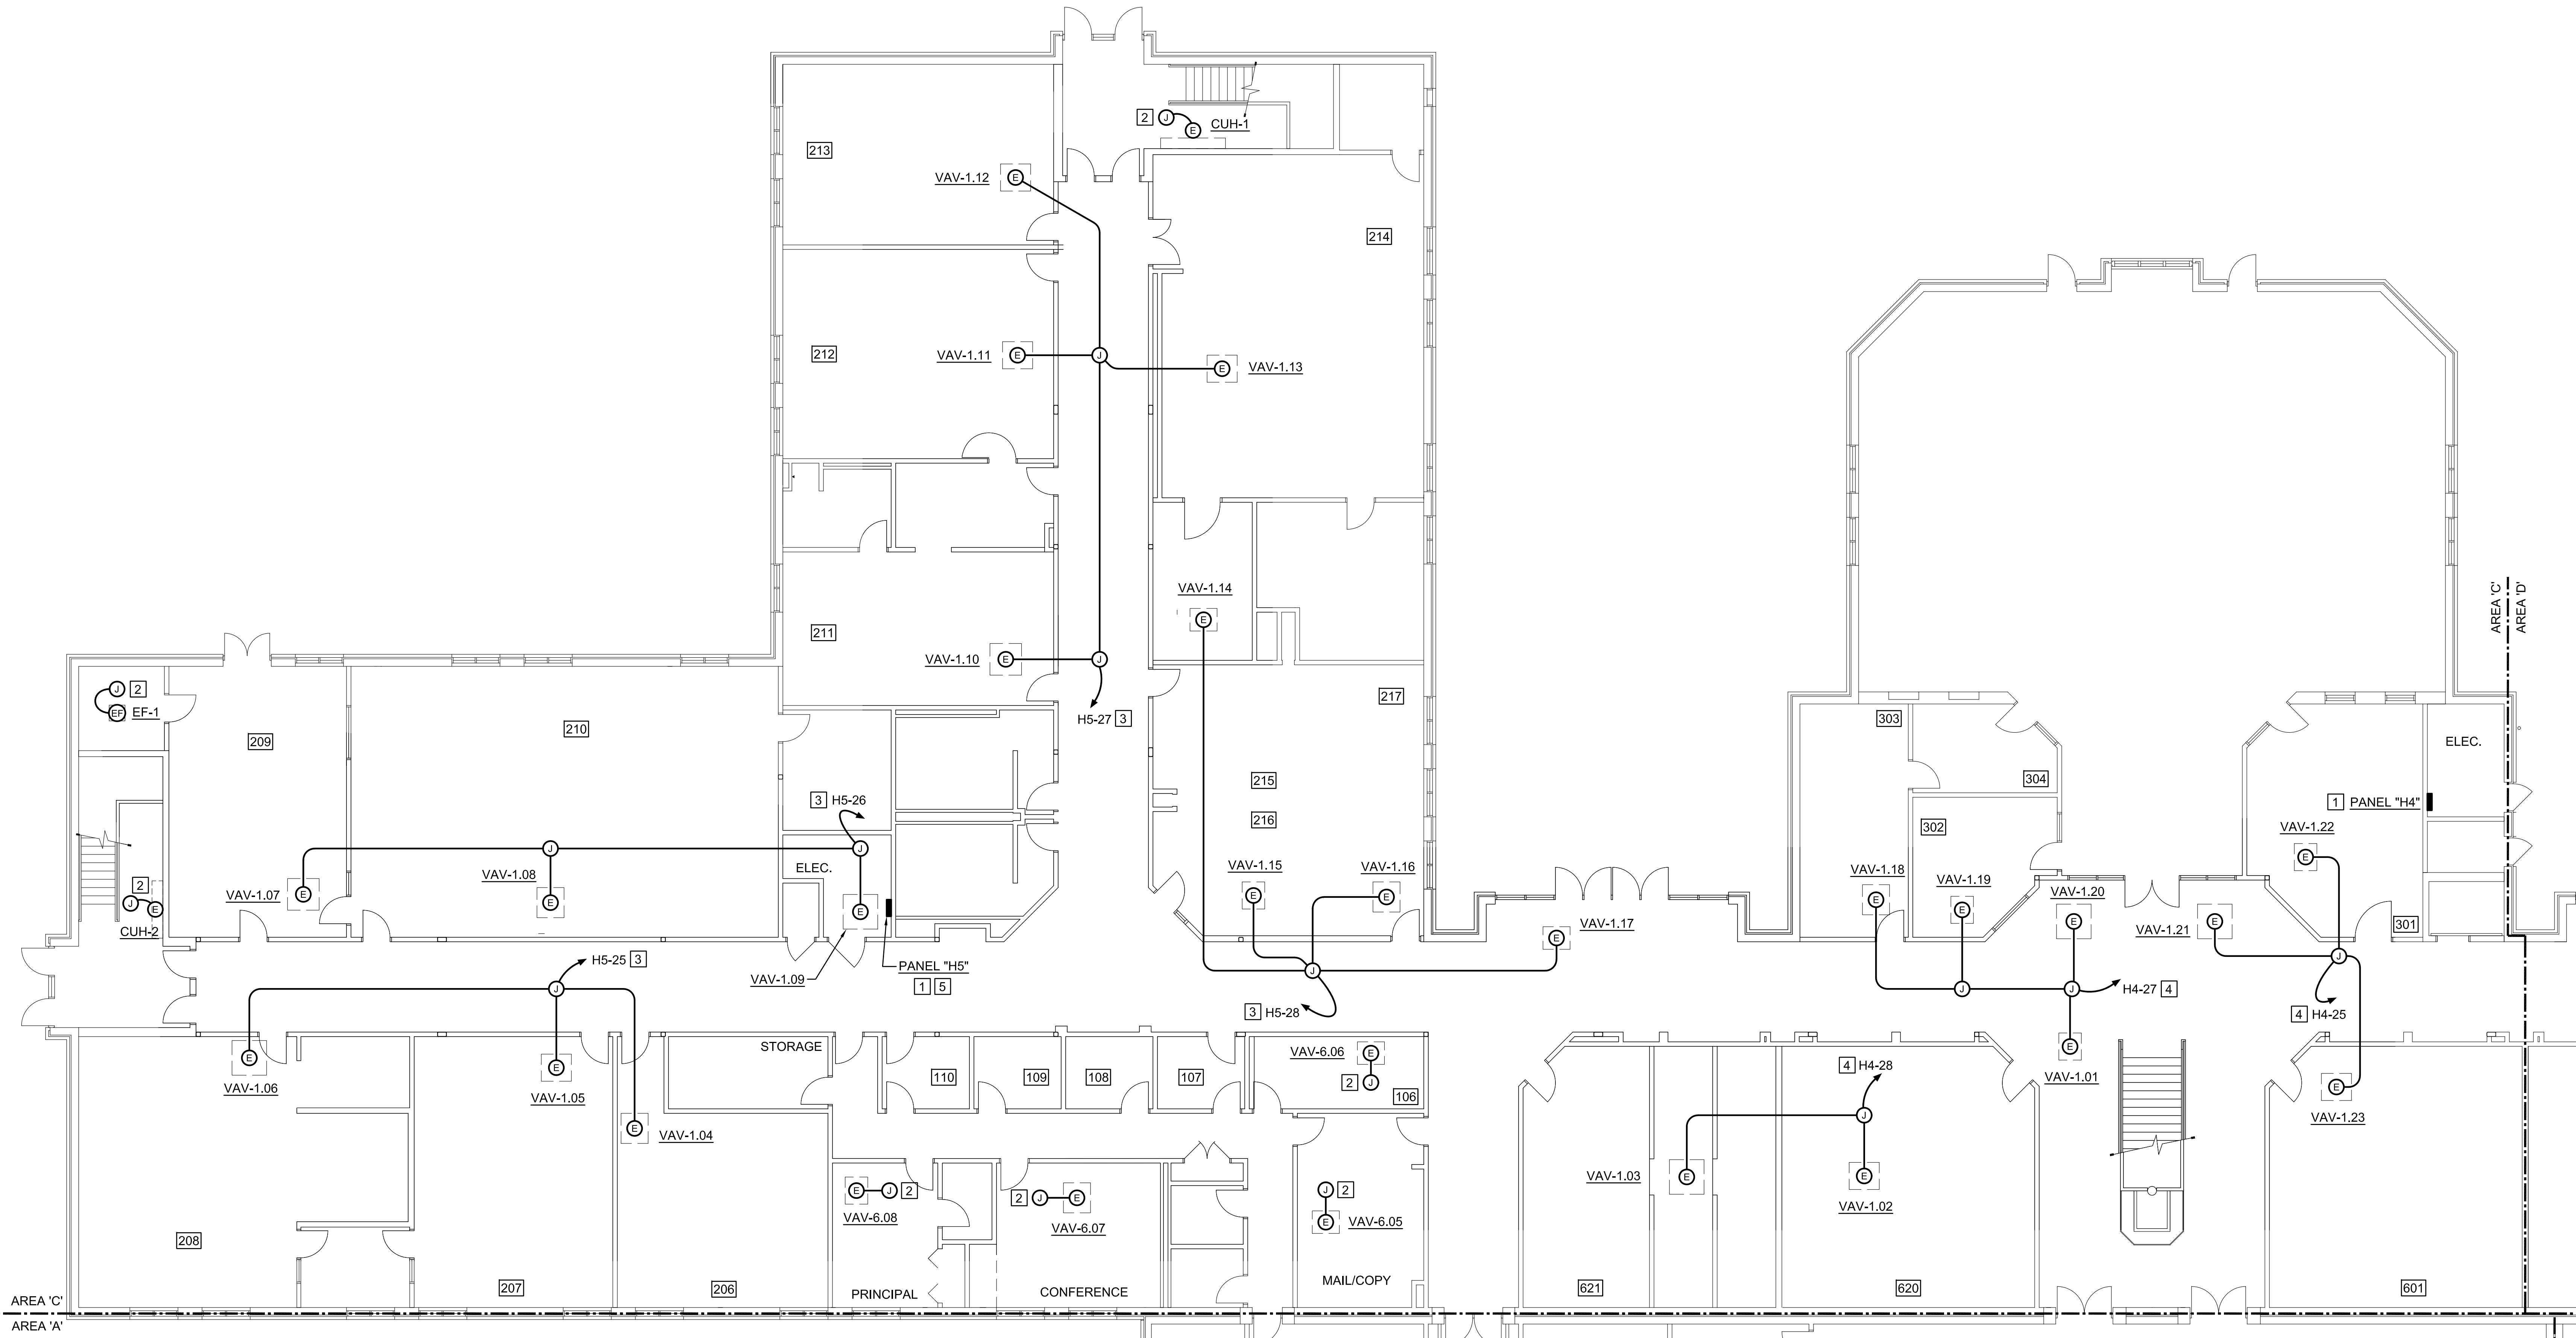 2 J
E CUH-1
213
VAV-1.12 E
214
212
VAV-1.11 E J E VAV-1.13
VAV-1.14
E
211
VAV-1.10 E J
H5-27 3
J 2
EF EF-1
209
210
217
215
216
3 H5-26
J J
ELEC.
VAV-1.07 E
VAV-1.08 E
E
2
J E
CUH-2
VAV-1.15 E
VAV-1.16 E
VAV-1.17 E
J
3 H5-28
VAV-1.09
PANEL "H5"
1 5
H5-25 3
J
E
VAV-1.06
E
VAV-1.05
E
VAV-1.04
STORAGE
110
109
108
107
VAV-6.06 E
2 J
106
E J 2
VAV-6.08
2 J E
VAV-6.07
J 2
E VAV-6.05
208
207
206
PRINCIPAL
CONFERENCE
MAIL/COPY
AREA 'C'
AREA 'A'
AREA 'C'
AREA 'D'
303
304
302
ELEC.
1 PANEL "H4"
VAV-1.22
E
VAV-1.18
E
VAV-1.19
E
VAV-1.20
E
VAV-1.21 E
301
J J
H4-27 4
J
4 H4-25
E
VAV-1.01
E
VAV-1.23
4 H4-28
J
VAV-1.03 E
E
VAV-1.02
621
620
601